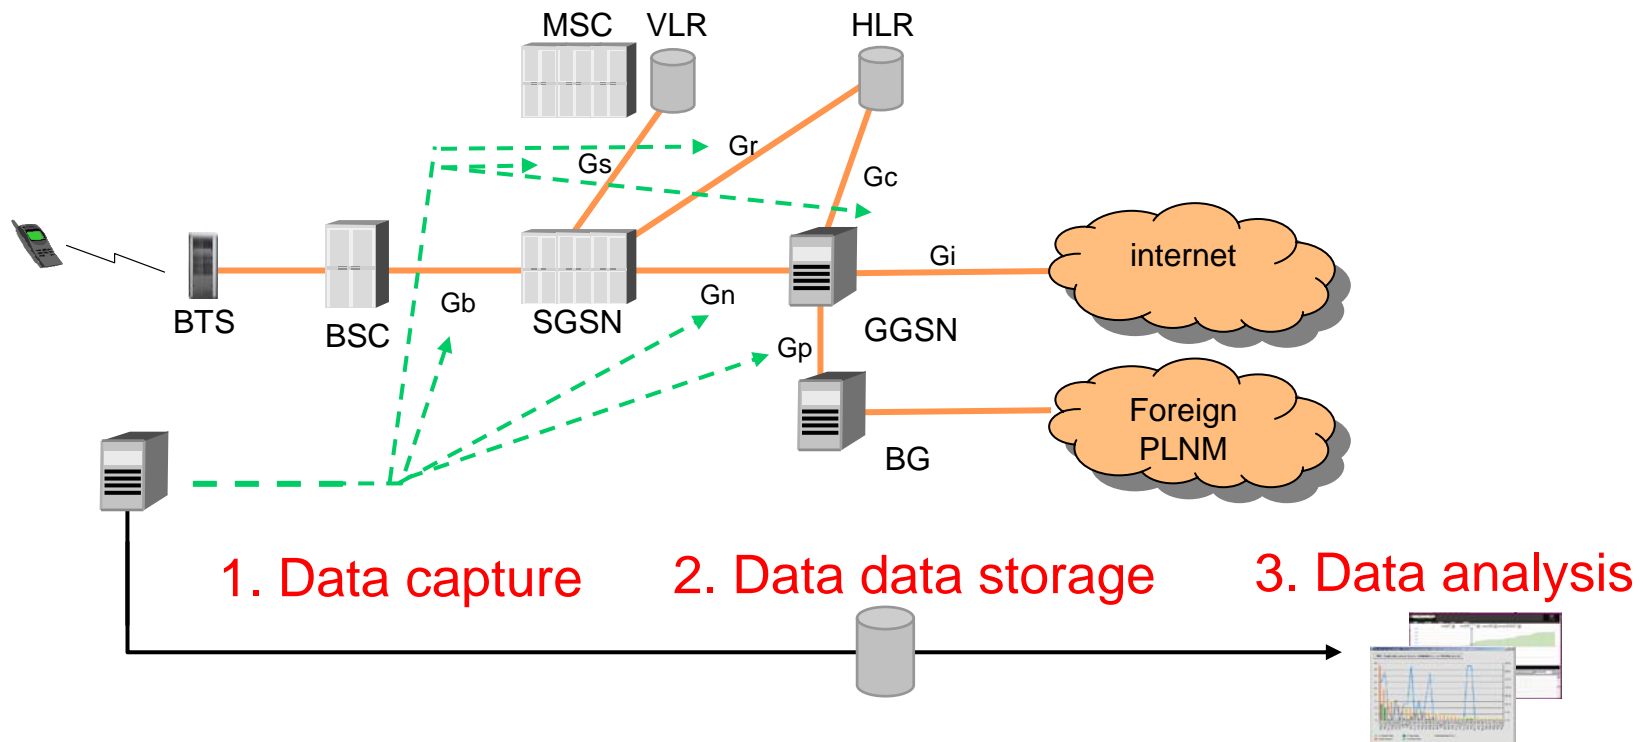 MSC VLR HLR
Gs
Gr
Gc
Gi
internet
BTS
BSC
Gb
SGSN
Gn
GGSN
Gp
BG
Foreign
PLNM
1. Data capture
2. Data data storage
3. Data analysis